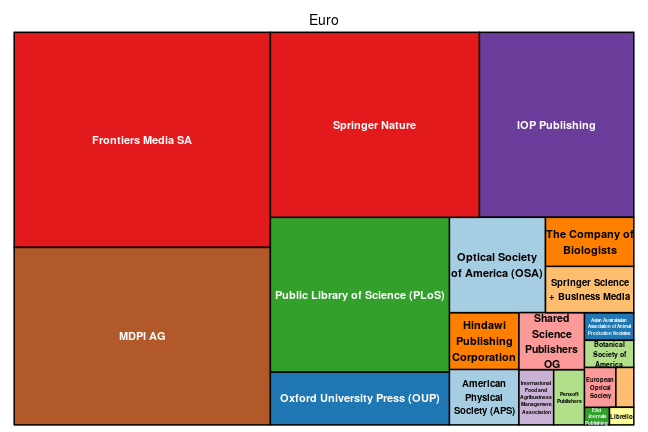 Euro
Frontiers Media SA
Springer Nature
IOP Publishing
MDPI AG
Public Library of Science (PLoS)
Oxford University Press (OUP)
Optical Society
of America (OSA)
The Company of
Biologists
Springer Science
+ Business Media
Hindawi
Publishing
Corporation
Shared
Science
Publishers
OG
American
Physical
Society (APS)
International
Food and
Agribusiness
Management
Association
Pensoft
Publishers
Asian Australasian
Association of Animal
Production Societies
Botanical
Society of
America
European
Optical
Society
Journals
Publishing
Librello